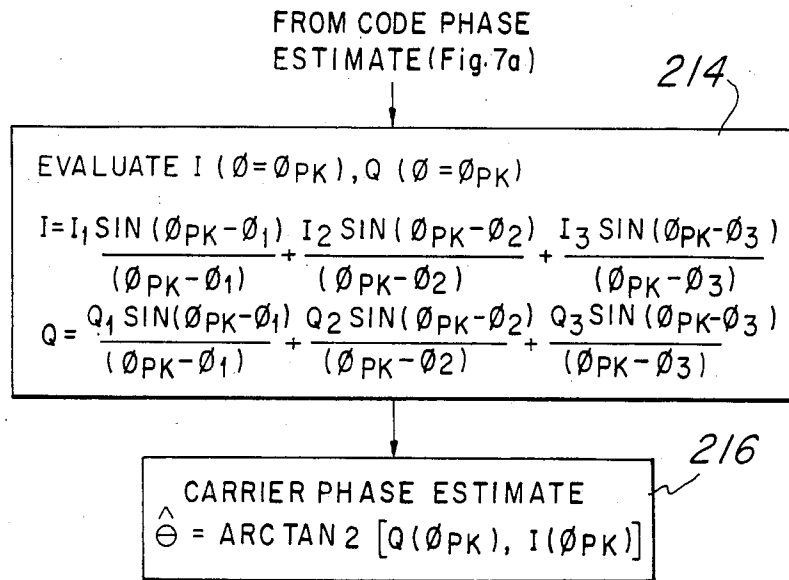 FROM CODE PHASE
ESTIMATE (Fig. 7a)
214
EVALUATE I (Ø=ØPK), Q (Ø=ØPK)
I = I1 SIN (ØPK-Ø1)/(ØPK-Ø1) + I2 SIN (ØPK-Ø2)/(ØPK-Ø2) + I3 SIN (ØPK-Ø3)/(ØPK-Ø3)
Q = Q1 SIN(ØPK-Ø1)/(ØPK-Ø1) + Q2 SIN(ØPK-Ø2)/(ØPK-Ø2) + Q3 SIN(ØPK-Ø3)/(ØPK-Ø3)
216
CARRIER PHASE ESTIMATE
Θ̂ = ARC TAN 2 [Q(ØPK), I(ØPK)]